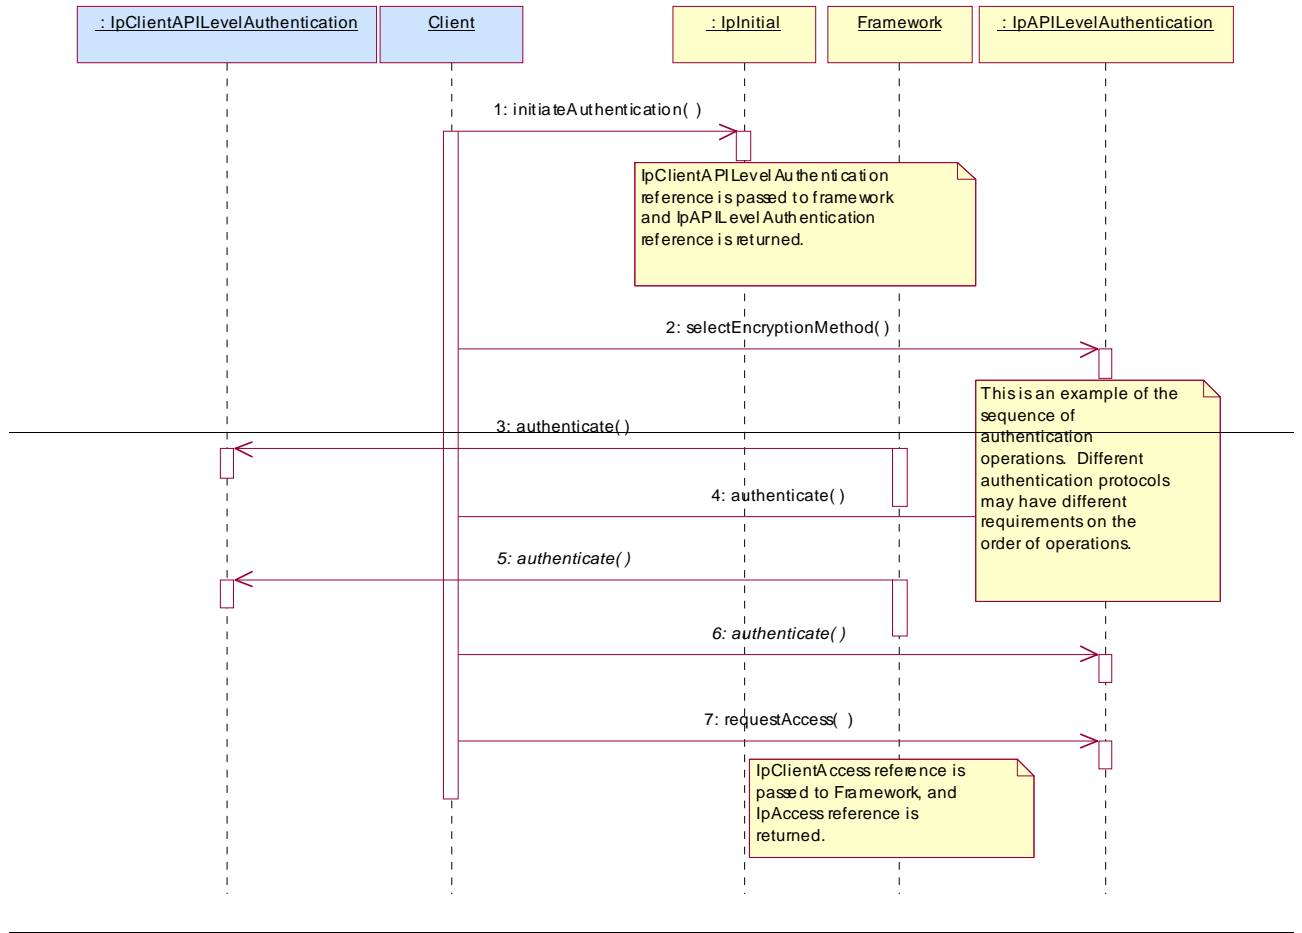 : IpClientAPILevelAuthentication
Client
: IpInitial
Framework
: IpAPILevelAuthentication
1: initiateAuthentication( )
IpClientAPILevelAuthentication
reference is passed to framework
and IpAPILevelAuthentication
reference is returned.
2: selectEncryptionMethod( )
This is an example of the
sequence of
authentication
operations. Different
authentication protocols
may have different
requirements on the
order of operations.
3: authenticate( )
4: authenticate( )
5: authenticate( )
6: authenticate( )
7: requestAccess( )
IpClientAccess reference is
passed to Framework, and
IpAccess reference is
returned.